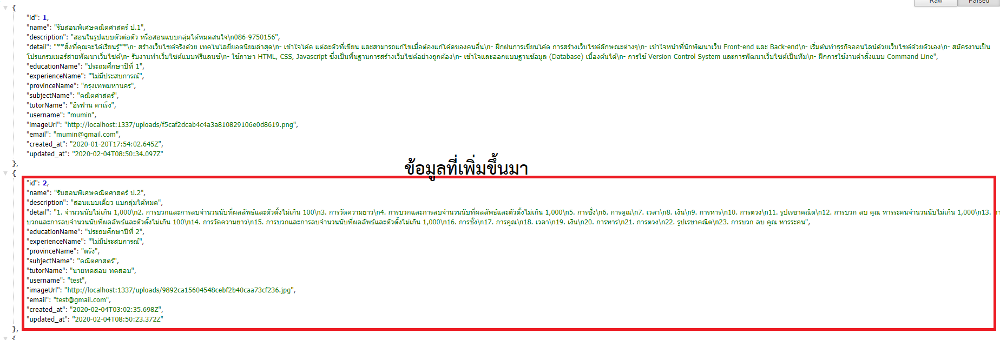 Raw Parsed
{
"id": 1,
"name": "รับสอนพิเศษคณิตศาสตร์ ป.1",
"description": "สอนในรูปแบบตัวต่อตัว หรือสอนแบบกลุ่มได้หมดสนใจ\n086-9750156",
"detail": "**สิ่งที่คุณจะได้เรียนรู้**\n- สร้างเว็บไซต์จริงด้วย เทคโนโลยียอดนิยมล่าสุด\n- เข้าใจโค้ด แต่ละตัวที่เขียน และสามารถแก้ไขเมื่อต้องแก้โค้ดของคนอื่น\n- ฝึกฝนการเขียนโค้ด การสร้างเว็บไซต์ลักษณะต่างๆ\n- เข้าใจหน้าที่นักพัฒนาเว็บ Front-end และ Back-end\n- เริ่มต้นทำธุรกิจออนไลน์ด้วยเว็บไซต์ด้วยตัวเอง\n- สมัครงานเป็น
โปรแกรมเมอร์สายพัฒนาเว็บไซต์\n- รับงานทำเว็บไซต์แบบฟรีแลนซ์\n- ใช้ภาษา HTML, CSS, Javascript ซึ่งเป็นพื้นฐานการสร้างเว็บไซต์อย่างถูกต้อง\n- เข้าใจและออกแบบฐานข้อมูล (Database) เบื้องต้นได้\n- การใช้ Version Control System และการพัฒนาเว็บไซต์เป็นทีม\n- ฝึกการใช้งานคำสั่งแบบ Command Line",
"educationName": "ประถมศึกษาปีที่ 1",
"experienceName": "ไม่มีประสบการณ์",
"provinceName": "กรุงเทพมหานคร",
"subjectName": "คณิตศาสตร์",
"tutorName": "อิรฟาน คาเร็ง",
"username": "mumin",
"imageUrl": "http://localhost:1337/uploads/f5caf2dcab4c4a3a810829106e0d8619.png",
"email": "mumin@gmail.com",
"created_at": "2020-01-20T17:54:02.645Z",
"updated_at": "2020-02-04T08:50:34.097Z"
},
ข้อมูลที่เพิ่มขึ้นมา
{
"id": 2,
"name": "รับสอนพิเศษคณิตศาสตร์ ป.2",
"description": "สอนแบบเดี่ยว แบกลุ่มได้หมด",
"detail": "1. จำนวนนับไม่เกิน 1,000\n2. การบวกและการลบจำนวนนับที่ผลลัพธ์และตัวตั้งไม่เกิน 100\n3. การวัดความยาว\n4. การบวกและการลบจำนวนนับที่ผลลัพธ์และตัวตั้งไม่เกิน 1,000\n5. การชั่ง\n6. การคูณ\n7. เวลา\n8. เงิน\n9. การหาร\n10. การตวง\n11. รูปเรขาคณิต\n12. การบวก ลบ คูณ หารระคนจำนวนนับไม่เกิน 1,000\n13. การ
บวกและการลบจำนวนนับที่ผลลัพธ์และตัวตั้งไม่เกิน 100\n14. การวัดความยาว\n15. การบวกและการลบจำนวนนับที่ผลลัพธ์และตัวตั้งไม่เกิน 1,000\n16. การชั่ง\n17. การคูณ\n18. เวลา\n19. เงิน\n20. การหาร\n21. การตวง\n22. รูปเรขาคณิต\n23. การบวก ลบ คูณ หารระคน",
"educationName": "ประถมศึกษาปีที่ 2",
"experienceName": "ไม่มีประสบการณ์",
"provinceName": "ตรัง",
"subjectName": "คณิตศาสตร์",
"tutorName": "นายทดสอบ ทดสอบ",
"username": "test",
"imageUrl": "http://localhost:1337/uploads/9892ca15604548cebf2b40caa73cf236.jpg",
"email": "test@gmail.com",
"created_at": "2020-02-04T03:02:35.698Z",
"updated_at": "2020-02-04T08:50:23.372Z"
},
{